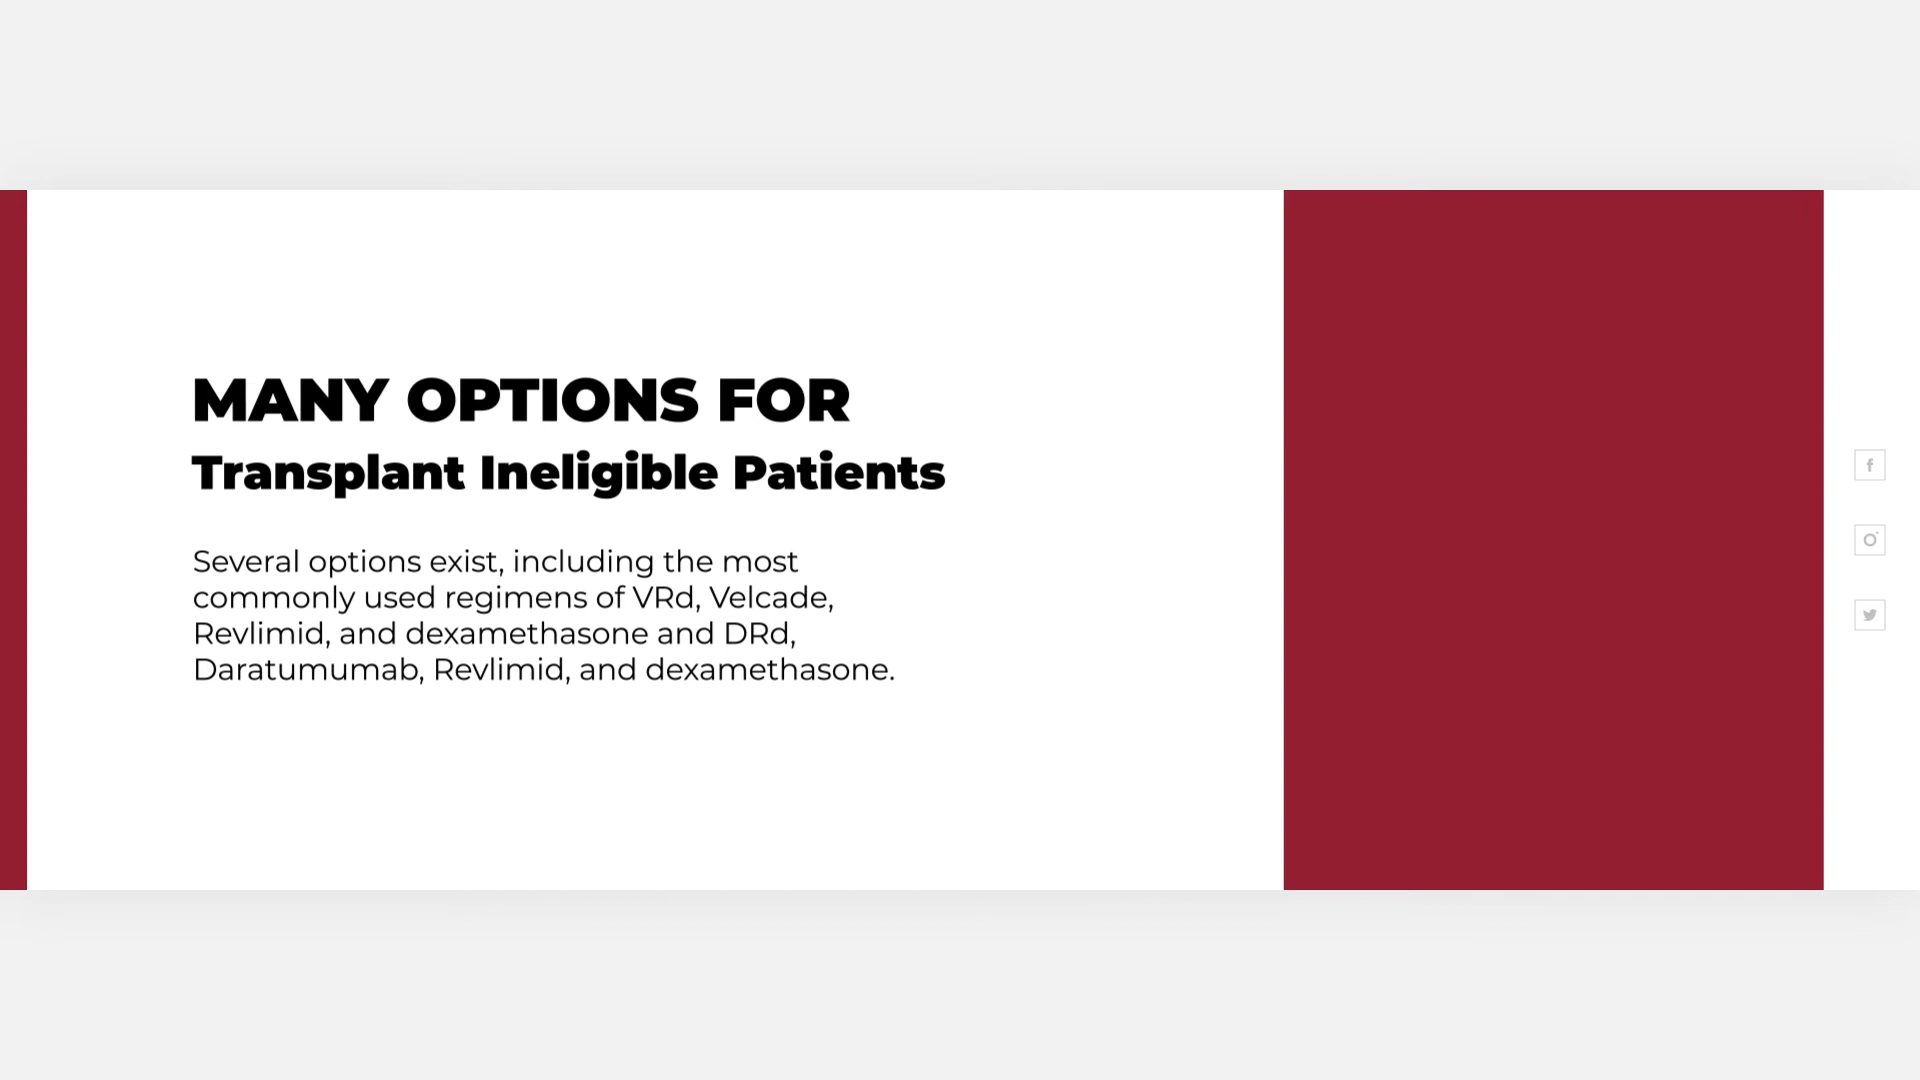 MANY OPTIONS FOR
Transplant Ineligible Patients
Several options exist, including the most
commonly used regimens of VRd, Velcade,
Revlimid, and dexamethasone and DRd,
Daratumumab, Revlimid, and dexamethasone.